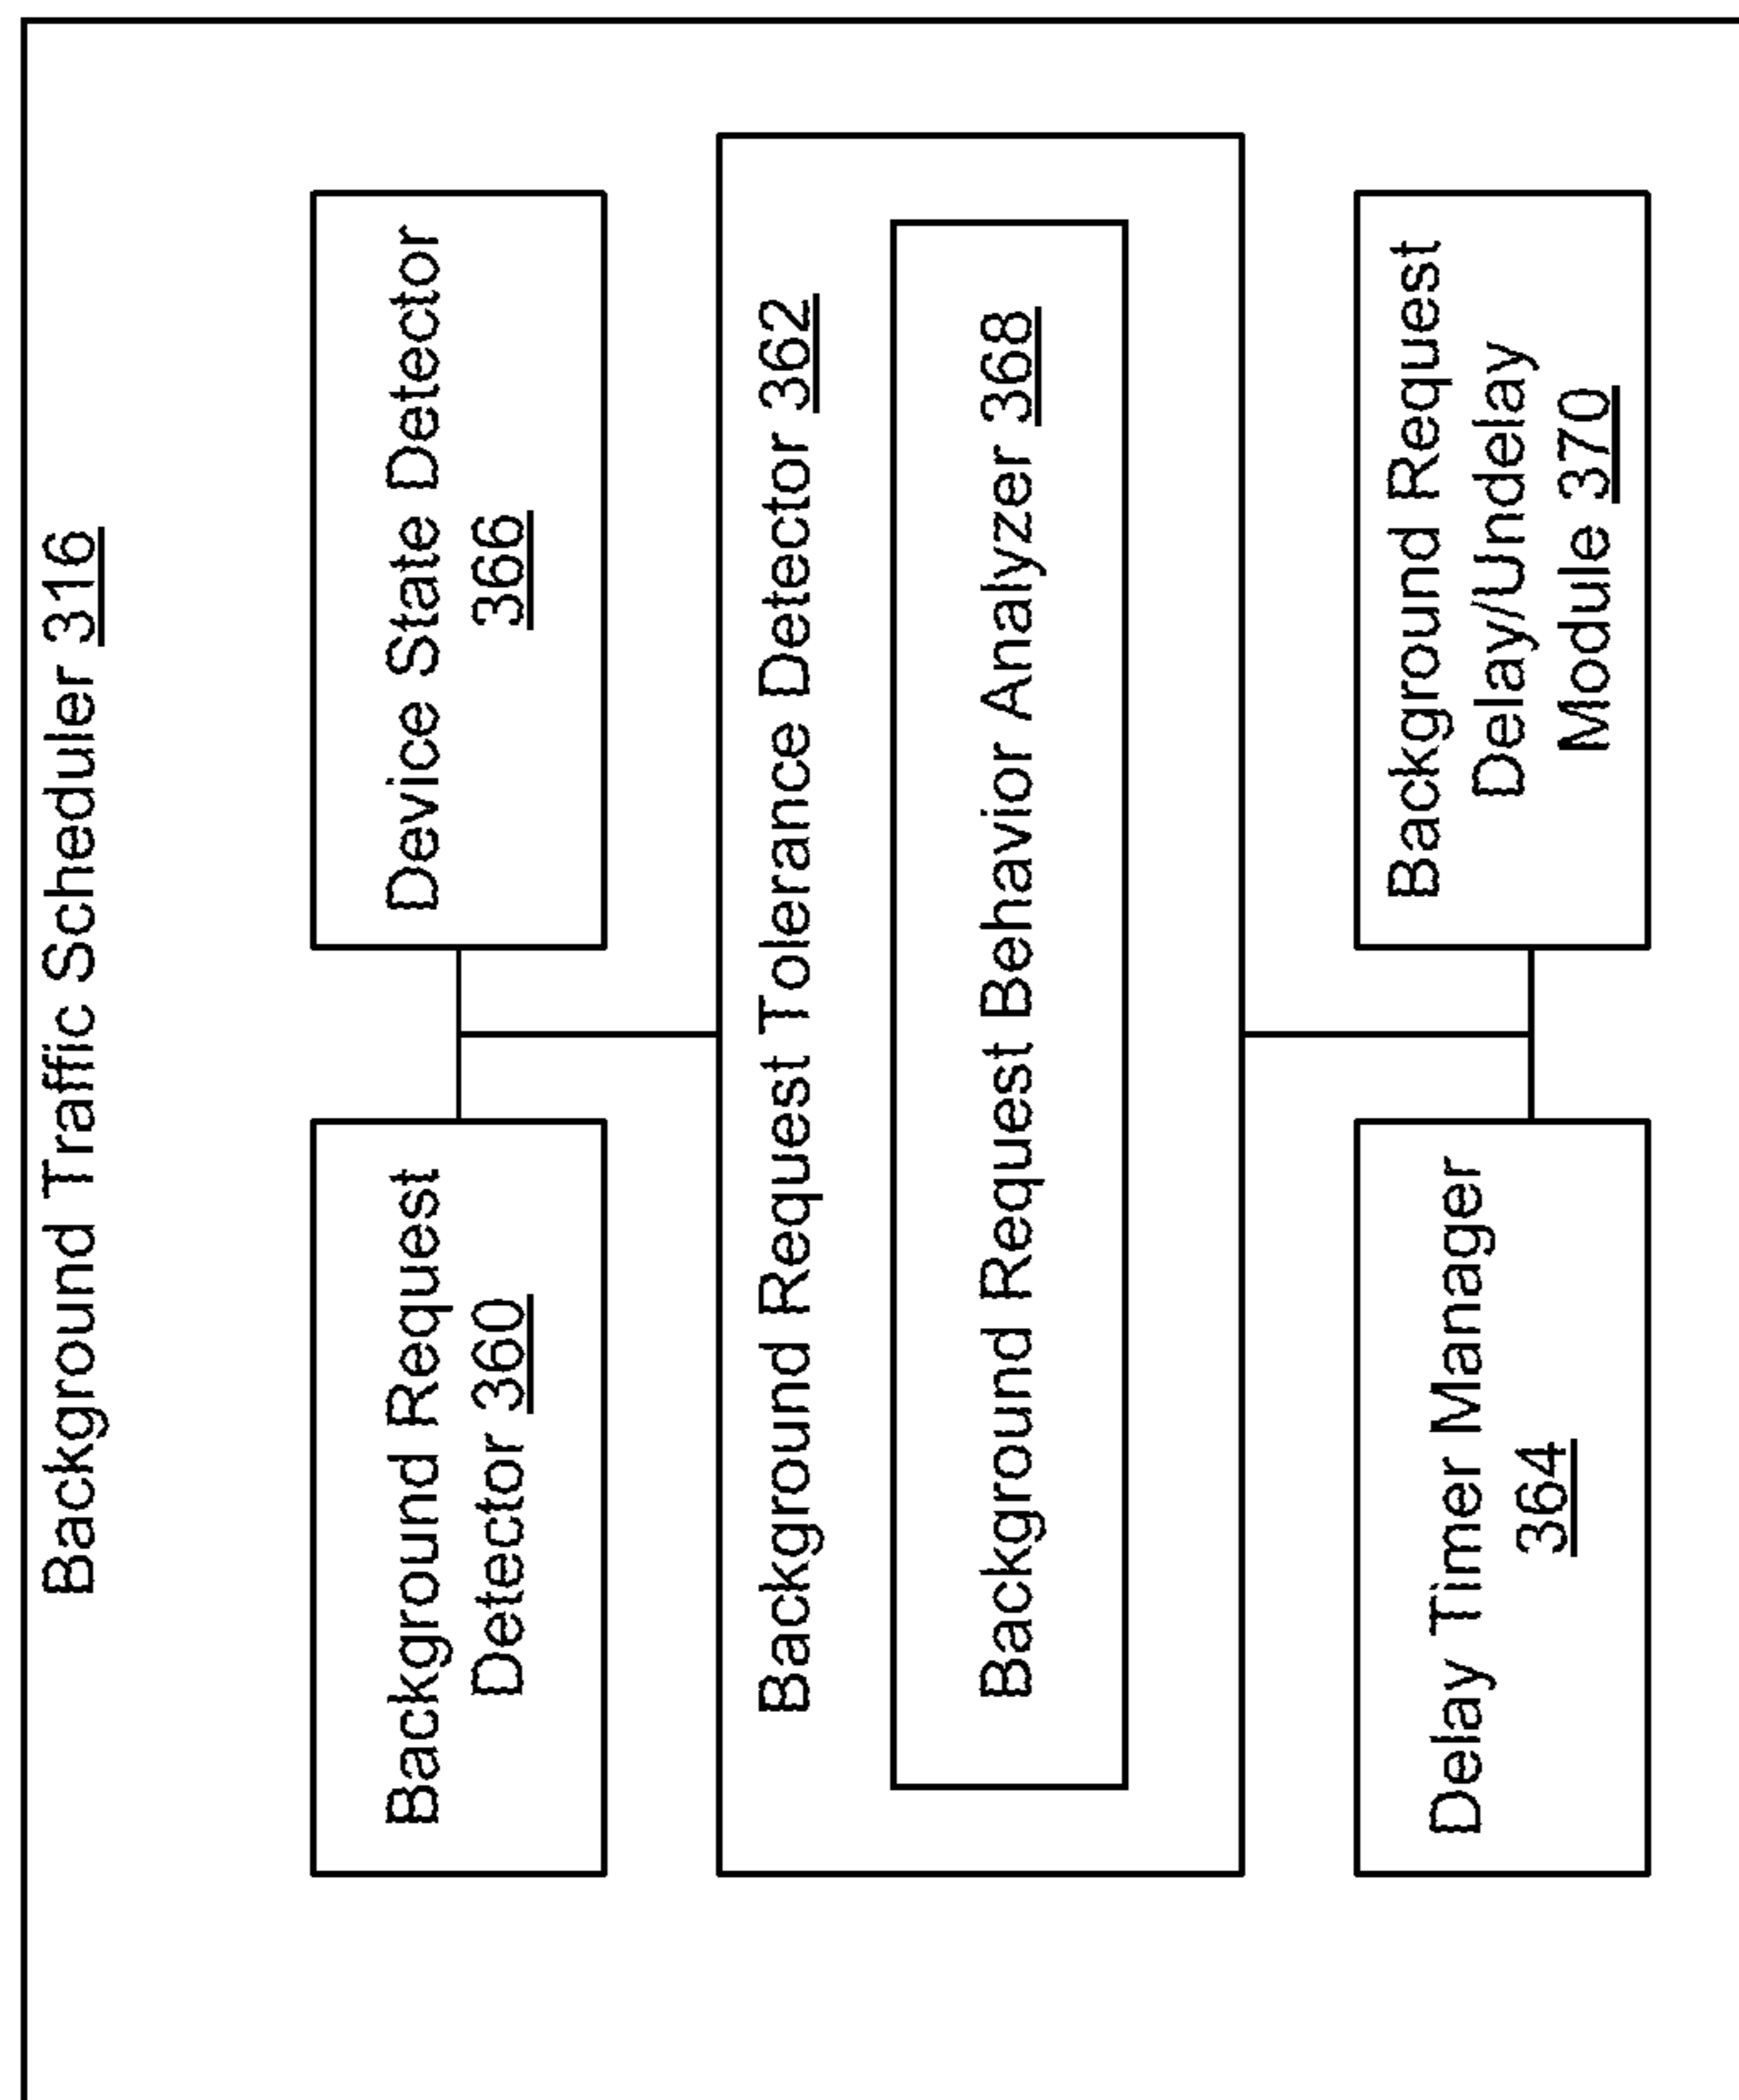 Background Traffic Scheduler 316
Background Request
Detector 360
Device State Detector
366
Background Request Tolerance Detector 362
Background Request Behavior Analyzer 368
Delay Timer Manager
364
Background Request
Delay/Undelay
Module 370